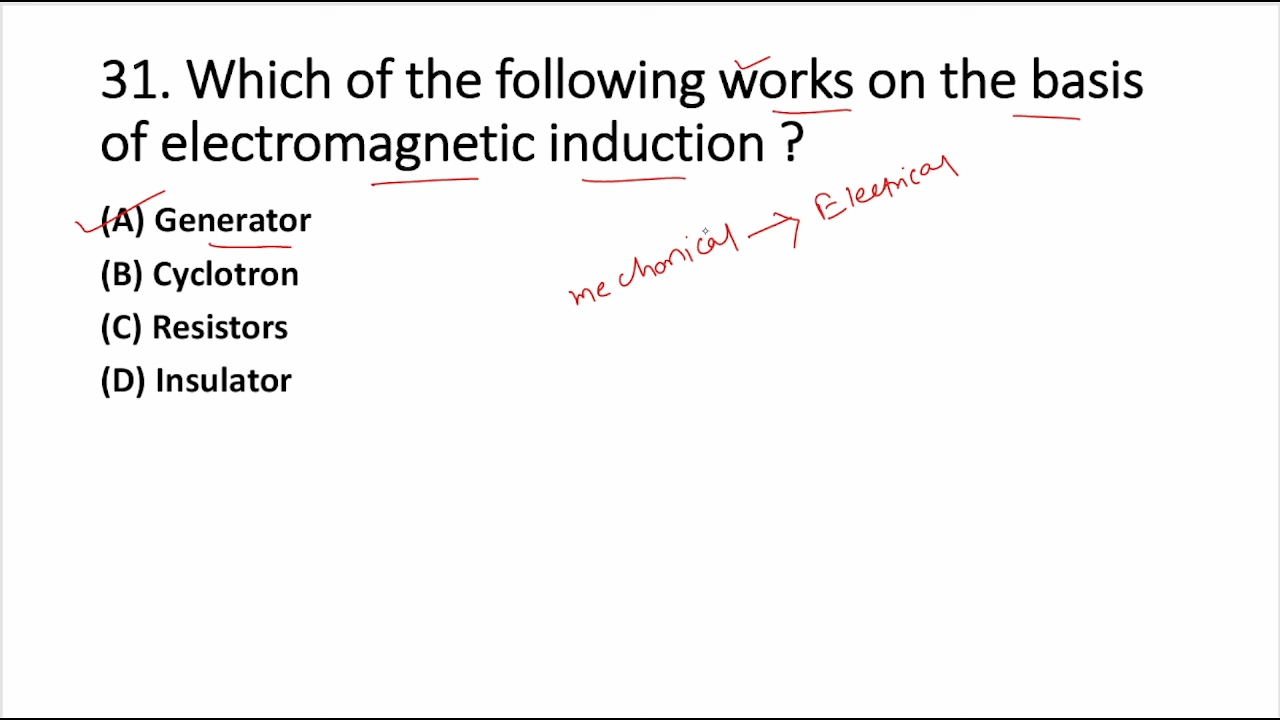 31. Which of the following works on the basis
of electromagnetic induction ?
(A) Generator
(B) Cyclotron
(C) Resistors
(D) Insulator
mechanical → Electrical